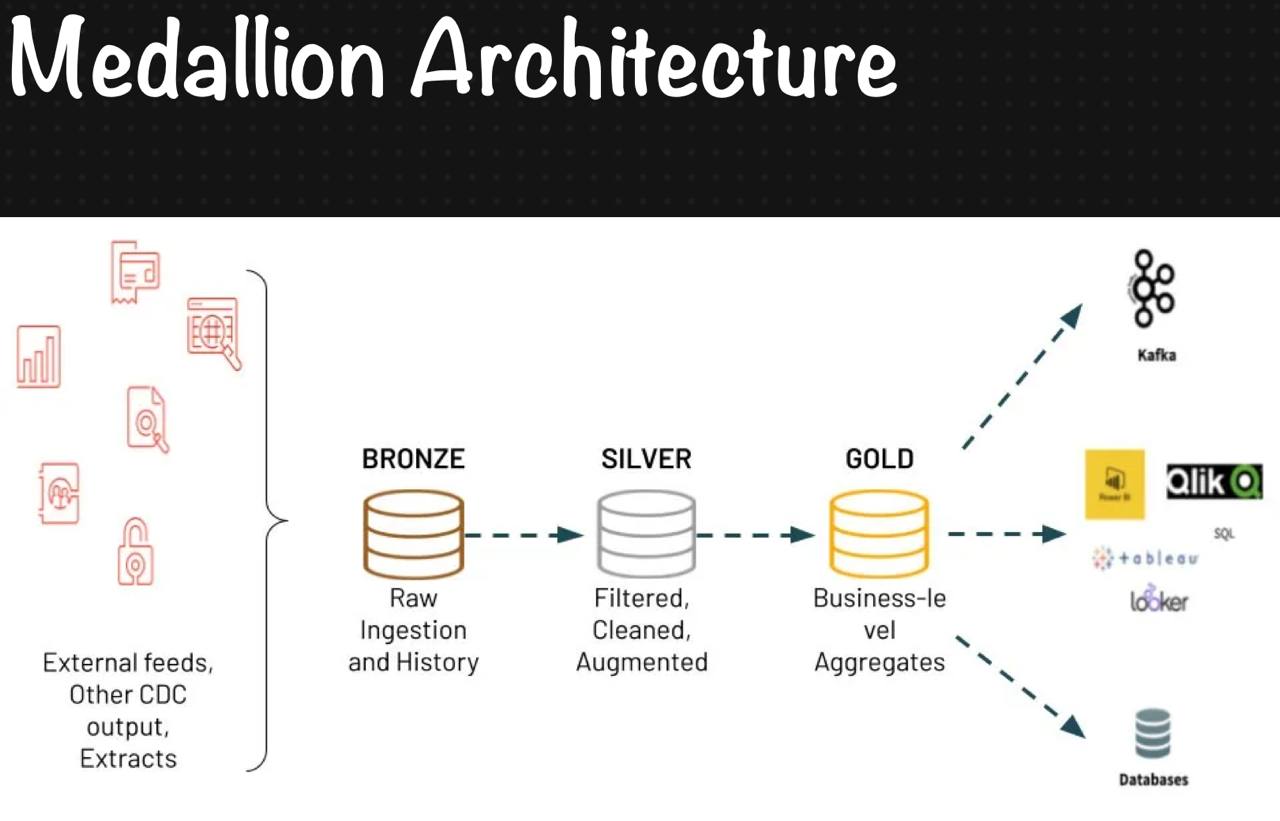 Medallion Architecture
External feeds,
Other CDC
output,
Extracts
BRONZE
Raw
Ingestion
and History
SILVER
Filtered,
Cleaned,
Augmented
GOLD
Business-le
vel
Aggregates
Kafka
Power BI
Qlik
SQL
+ableau
looker
Databases